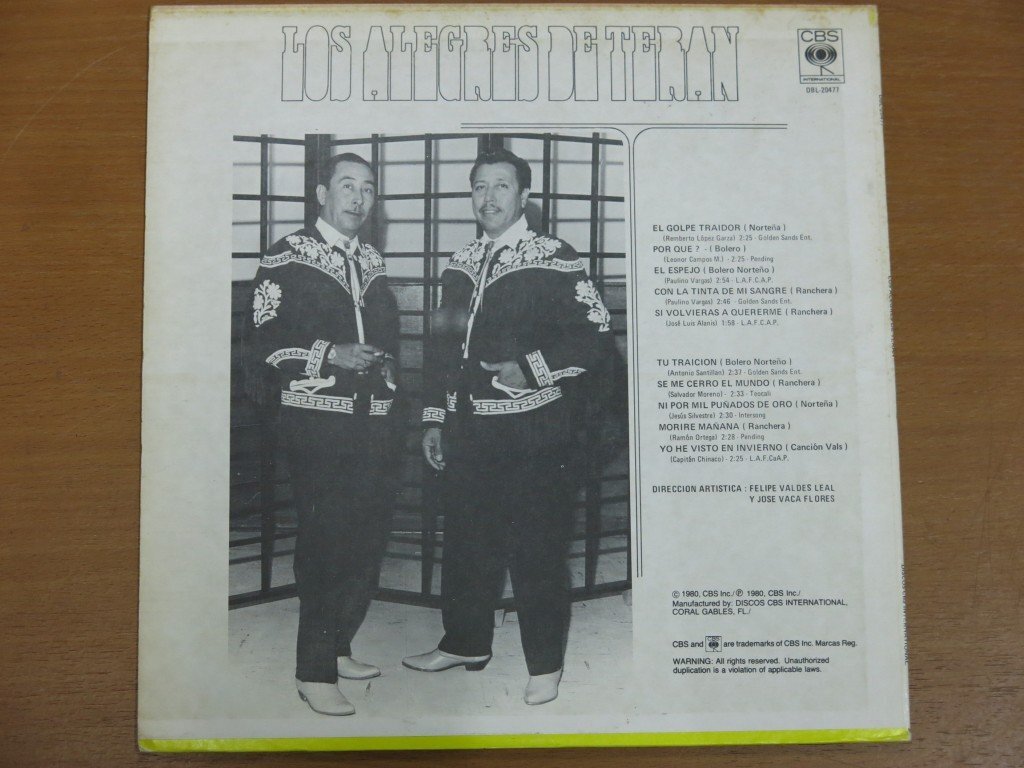 LOS ALEGRES DE TERAN
CBS
INTERNATIONAL
DBL-20477
EL GOLPE TRAIDOR ( Norteña )
(Remberto López Garza) 2:25 - Golden Sands Ent.
POR QUE ? - ( Bolero )
(Leonor Campos M.) - 2:25 - Pending
EL ESPEJO ( Bolero Norteño )
(Paulino Vargas) 2:54 - L.A.F.C.A.P.
CON LA TINTA DE MI SANGRE ( Ranchera )
(Paulino Vargas) 2:46 Golden Sands Ent.
SI VOLVIERAS A QUERERME ( Ranchera )
(José Luis Alanis) 1:58 - L.A.F.C.A.P.
TU TRAICION ( Bolero Norteño )
(Antonio Santillan) 2:37 - Golden Sands Ent.
SE ME CERRO EL MUNDO ( Ranchera )
(Salvador Moreno) - 2:33 - Teocali
NI POR MIL PUÑADOS DE ORO ( Norteña )
(Jesús Silvestre) 2:30 - Intersong
MORIRE MAÑANA ( Ranchera )
(Ramón Ortega) 2:28 - Pending
YO HE VISTO EN INVIERNO ( Canción Vals )
(Capitán Chinaco) - 2:25 - L.A.F.CoA.P.
DIRECCION ARTISTICA : FELIPE VALDES LEAL
Y JOSE VACA FLORES
© 1980, CBS Inc./ ℗ 1980, CBS Inc./
Manufactured by: DISCOS CBS INTERNATIONAL,
CORAL GABLES, FL./
CBS and CBS are trademarks of CBS Inc. Marcas Reg.
WARNING: All rights reserved. Unauthorized
duplication is a violation of applicable laws.